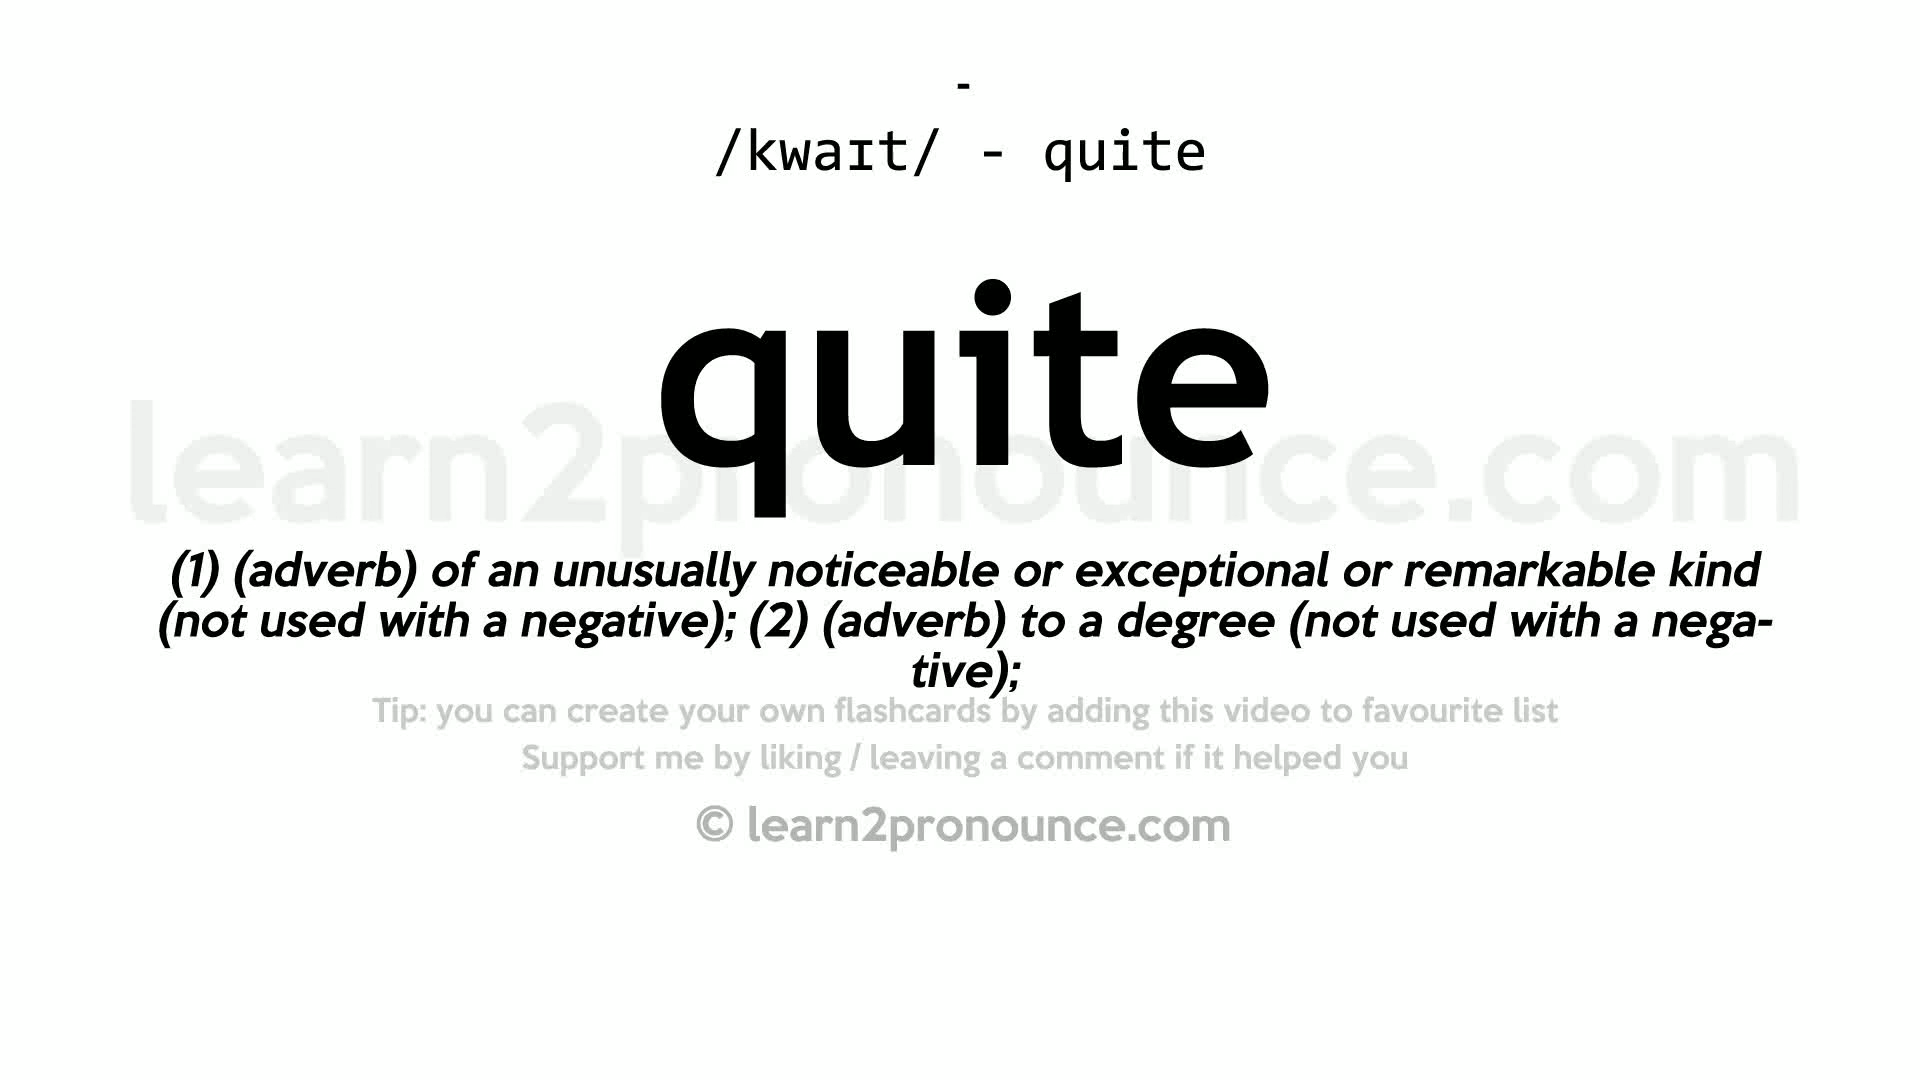 -
/kwaɪt/ - quite
quite
learn2pronounce.com
(1) (adverb) of an unusually noticeable or exceptional or remarkable kind
(not used with a negative); (2) (adverb) to a degree (not used with a nega-
tive);
Tip: you can create your own flashcards by adding this video to favourite list
Support me by liking / leaving a comment if it helped you
© learn2pronounce.com